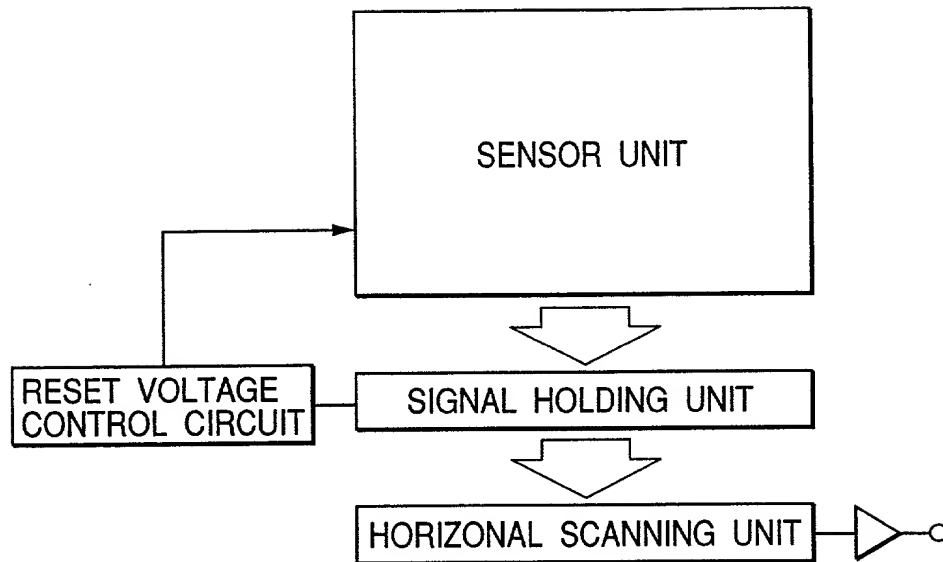 SENSOR UNIT
RESET VOLTAGE
CONTROL CIRCUIT
SIGNAL HOLDING UNIT
HORIZONAL SCANNING UNIT